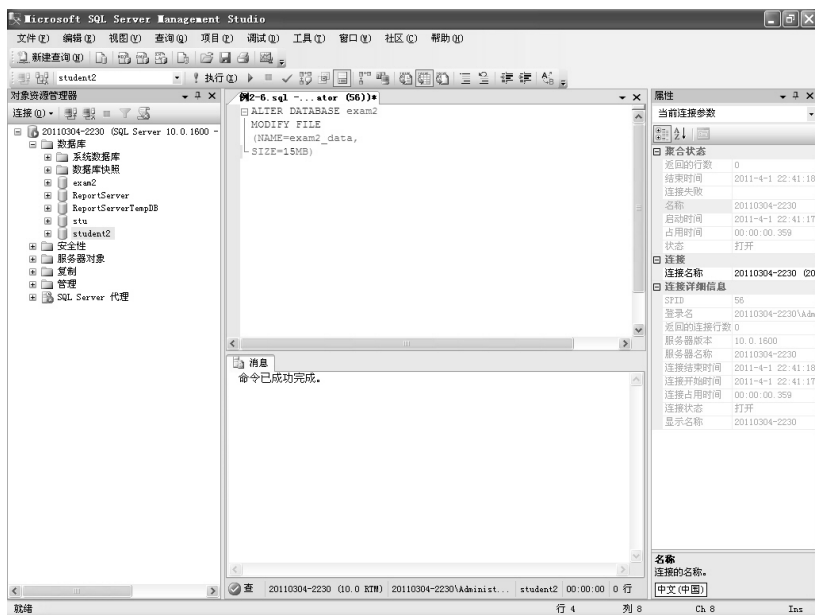 Microsoft SQL Server Management Studio
文件(F) 编辑(E) 视图(V) 查询(Q) 项目(P) 调试(D) 工具(T) 窗口(W) 社区(C) 帮助(H)
新建查询(N)
student2 执行(X)
对象资源管理器
连接(O)
20110304-2230 (SQL Server 10.0.1600 -
数据库
系统数据库
数据库快照
exam2
ReportServer
ReportServerTempDB
stu
student2
安全性
服务器对象
复制
管理
SQL Server 代理
例2-6.sql -...ator (56))*
ALTER DATABASE exam2
MODIFY FILE
(NAME=exam2_data,
SIZE=15MB)
消息
命令已成功完成。
查 20110304-2230 (10.0 RTM) 20110304-2230\Administ... student2 00:00:00 0 行
属性
当前连接参数
聚合状态
返回的行数 0
结束时间 2011-4-1 22:41:18
连接失败
名称 20110304-2230
启动时间 2011-4-1 22:41:17
占用时间 00:00:00.359
状态 打开
连接
连接名称 20110304-2230 (20
连接详细信息
SPID 56
登录名 20110304-2230\Adm
返回的连接行数 0
服务器版本 10.0.1600
服务器名称 20110304-2230
连接结束时间 2011-4-1 22:41:18
连接开始时间 2011-4-1 22:41:17
连接占用时间 00:00:00.359
连接状态 打开
显示名称 20110304-2230
名称
连接的名称。
中文(中国)
就绪 行 4 列 8 Ch 8 Ins